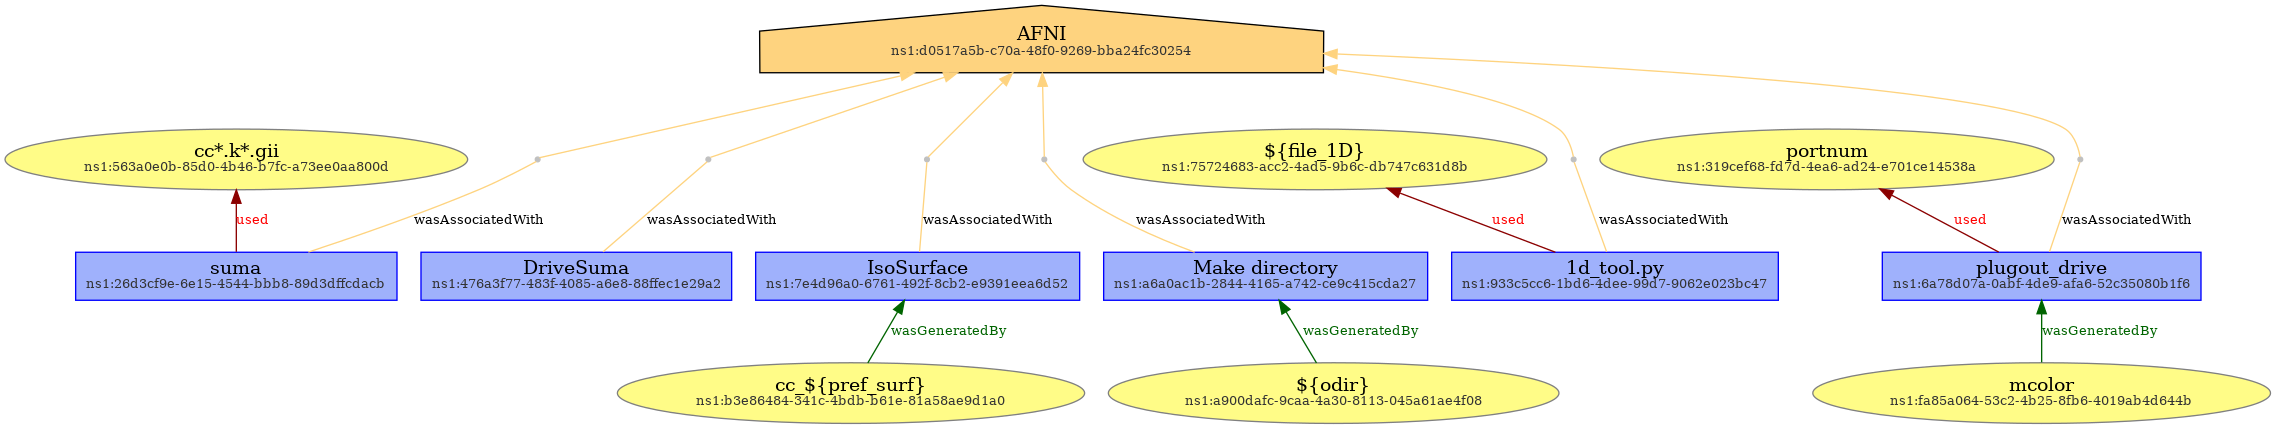 AFNI
ns1:d0517a5b-c70a-48f0-9269-bba24fc30254
cc*.k*.gii
ns1:563a0e0b-85d0-4b46-b7fc-a73ee0aa800d
${file_1D}
ns1:75724683-acc2-4ad5-9b6c-db747c631d8b
portnum
ns1:319cef68-fd7d-4ea6-ad24-e701ce14538a
used
wasAssociatedWith
wasAssociatedWith
wasAssociatedWith
wasAssociatedWith
used
wasAssociatedWith
used
wasAssociatedWith
suma
ns1:26d3cf9e-6e15-4544-bbb8-89d3dffcdacb
DriveSuma
ns1:476a3f77-483f-4085-a6e8-88ffec1e29a2
IsoSurface
ns1:7e4d96a0-6761-492f-8cb2-e9391eea6d52
Make directory
ns1:a6a0ac1b-2844-4165-a742-ce9c415cda27
1d_tool.py
ns1:933c5cc6-1bd6-4dee-99d7-9062e023bc47
plugout_drive
ns1:6a78d07a-0abf-4de9-afa6-52c35080b1f6
wasGeneratedBy
wasGeneratedBy
wasGeneratedBy
cc_${pref_surf}
ns1:b3e86484-341c-4bdb-b61e-81a58ae9d1a0
${odir}
ns1:a900dafc-9caa-4a30-8113-045a61ae4f08
mcolor
ns1:fa85a064-53c2-4b25-8fb6-4019ab4d644b